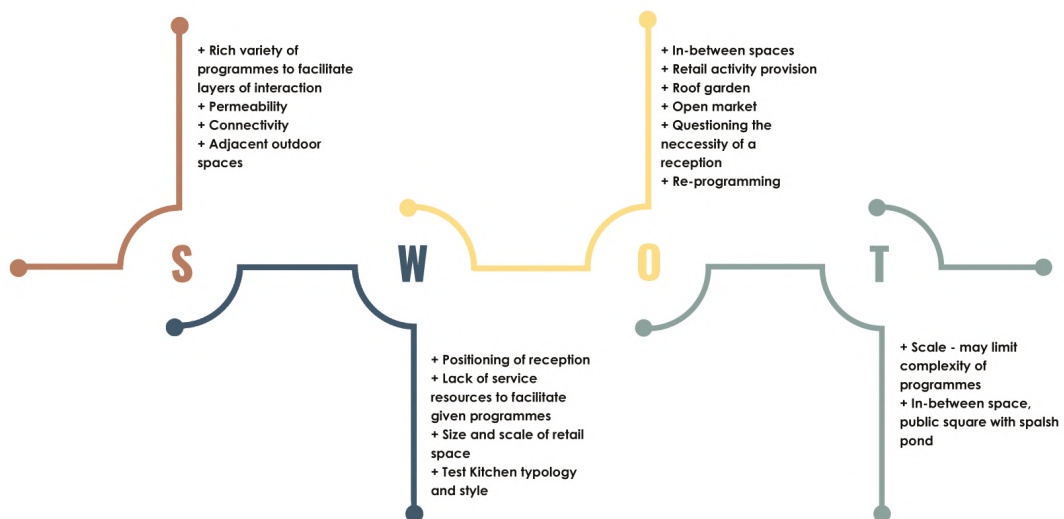 S
+ Rich variety of
programmes to facilitate
layers of interaction
+ Permeability
+ Connectivity
+ Adjacent outdoor
spaces
W
+ Positioning of reception
+ Lack of service
resources to facilitate
given programmes
+ Size and scale of retail
space
+ Test Kitchen typology
and style
O
+ In-between spaces
+ Retail activity provision
+ Roof garden
+ Open market
+ Questioning the
neccessity of a
reception
+ Re-programming
T
+ Scale - may limit
complexity of
programmes
+ In-between space,
public square with spalsh
pond